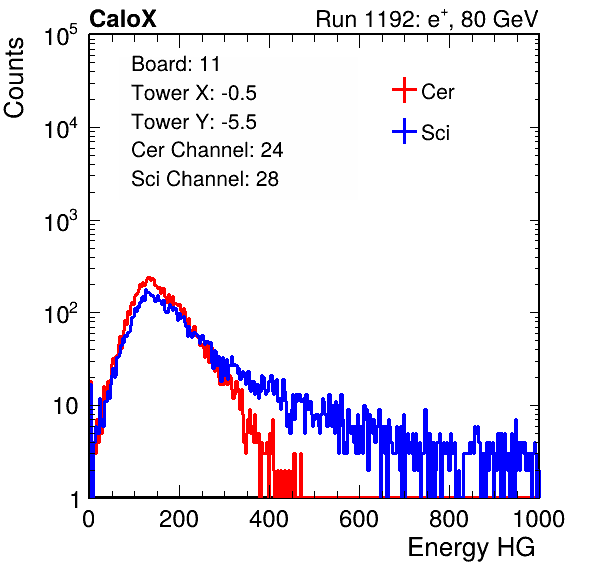 CaloX Run 1192: e⁺, 80 GeV
Counts
Board: 11
Tower X: -0.5
Tower Y: -5.5
Cer Channel: 24
Sci Channel: 28
Cer
Sci
10⁵
10⁴
10³
10²
10
1
0 200 400 600 800 1000
Energy HG